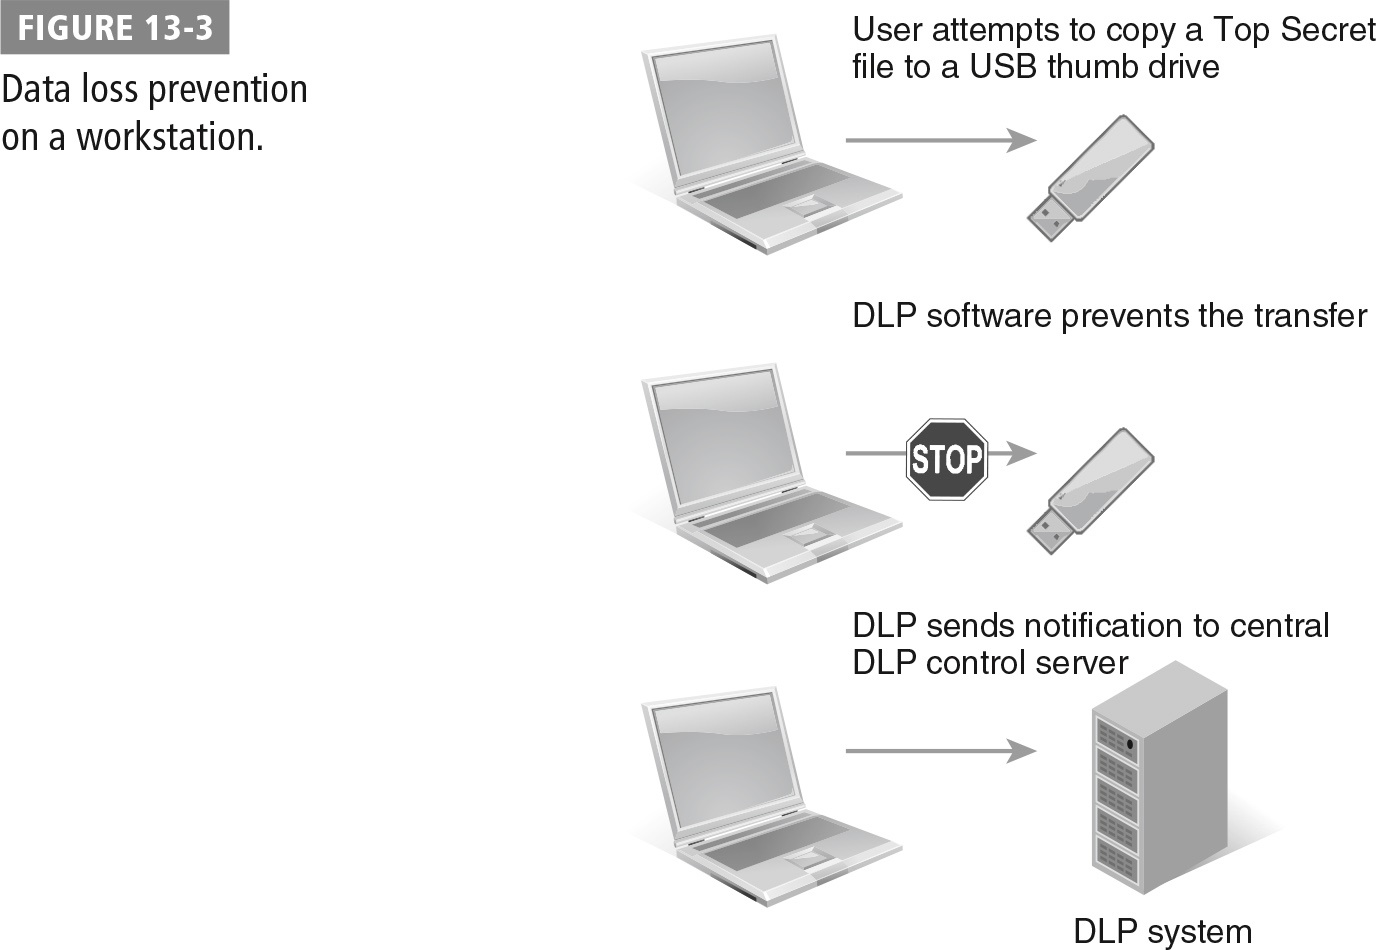 FIGURE 13-3
Data loss prevention
on a workstation.
User attempts to copy a Top Secret
file to a USB thumb drive
DLP software prevents the transfer
STOP
DLP sends notification to central
DLP control server
DLP system